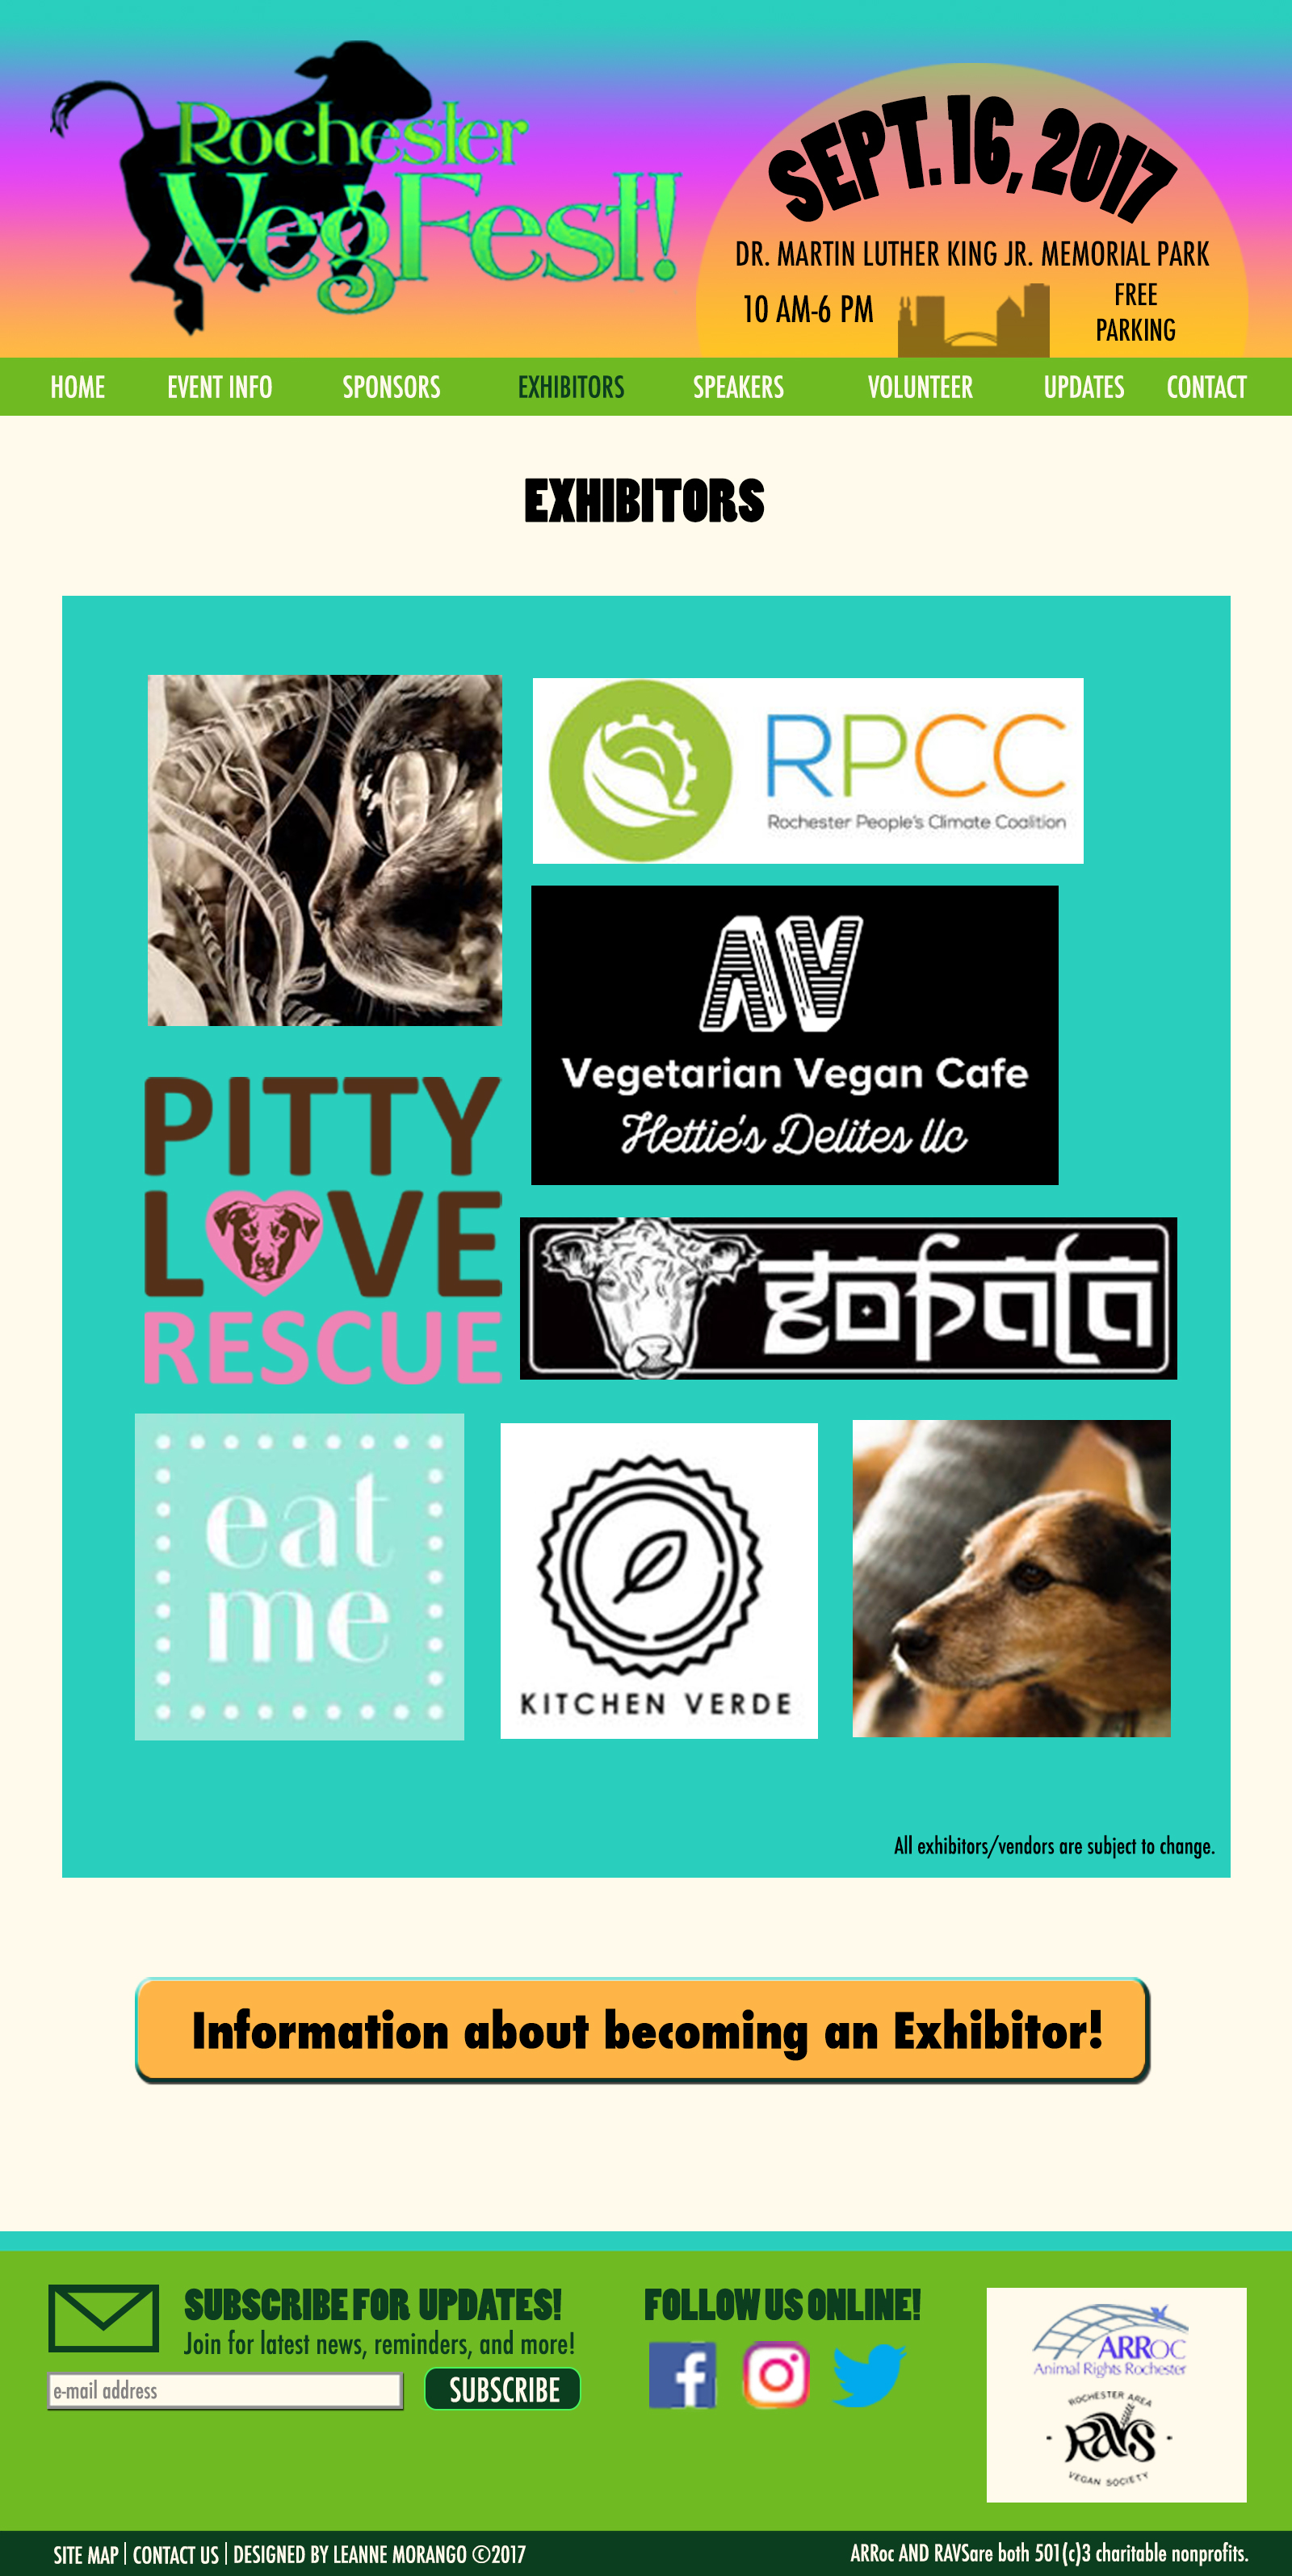 Rochester
VegFest!
SEPT. 16, 2017
DR. MARTIN LUTHER KING JR. MEMORIAL PARK
10 AM-6 PM
FREE
PARKING
HOME EVENT INFO SPONSORS EXHIBITORS SPEAKERS VOLUNTEER UPDATES CONTACT
EXHIBITORS
RPCC
Rochester People's Climate Coalition
AV
Vegetarian Vegan Cafe
Hettie's Delites llc
PITTY
LOVE
RESCUE
gopala
eat
me
KITCHEN VERDE
All exhibitors/vendors are subject to change.
Information about becoming an Exhibitor!
SUBSCRIBE FOR UPDATES!
Join for latest news, reminders, and more!
e-mail address
SUBSCRIBE
FOLLOW US ONLINE!
ARROC
Animal Rights Rochester
ROCHESTER AREA
RAVS
VEGAN SOCIETY
SITE MAP | CONTACT US | DESIGNED BY LEANNE MORANGO ©2017
ARRoc AND RAVSare both 501(c)3 charitable nonprofits.